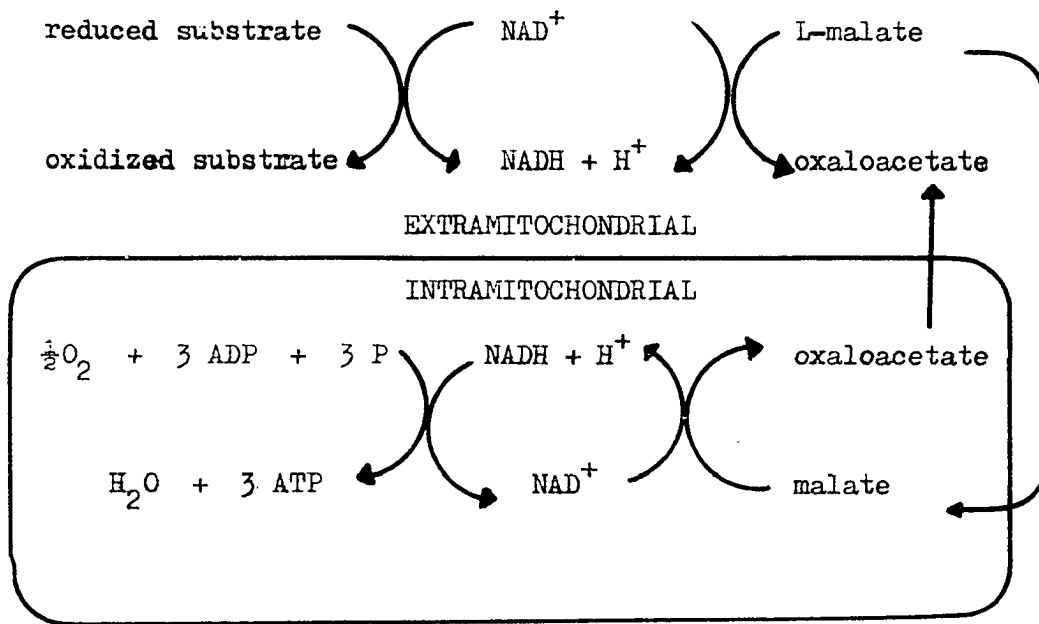 reduced substrate NAD+ L-malate
oxidized substrate NADH + H+ oxaloacetate
EXTRAMITOCHONDRIAL
INTRAMITOCHONDRIAL
½O2 + 3 ADP + 3 P NADH + H+ oxaloacetate
H2O + 3 ATP NAD+ malate